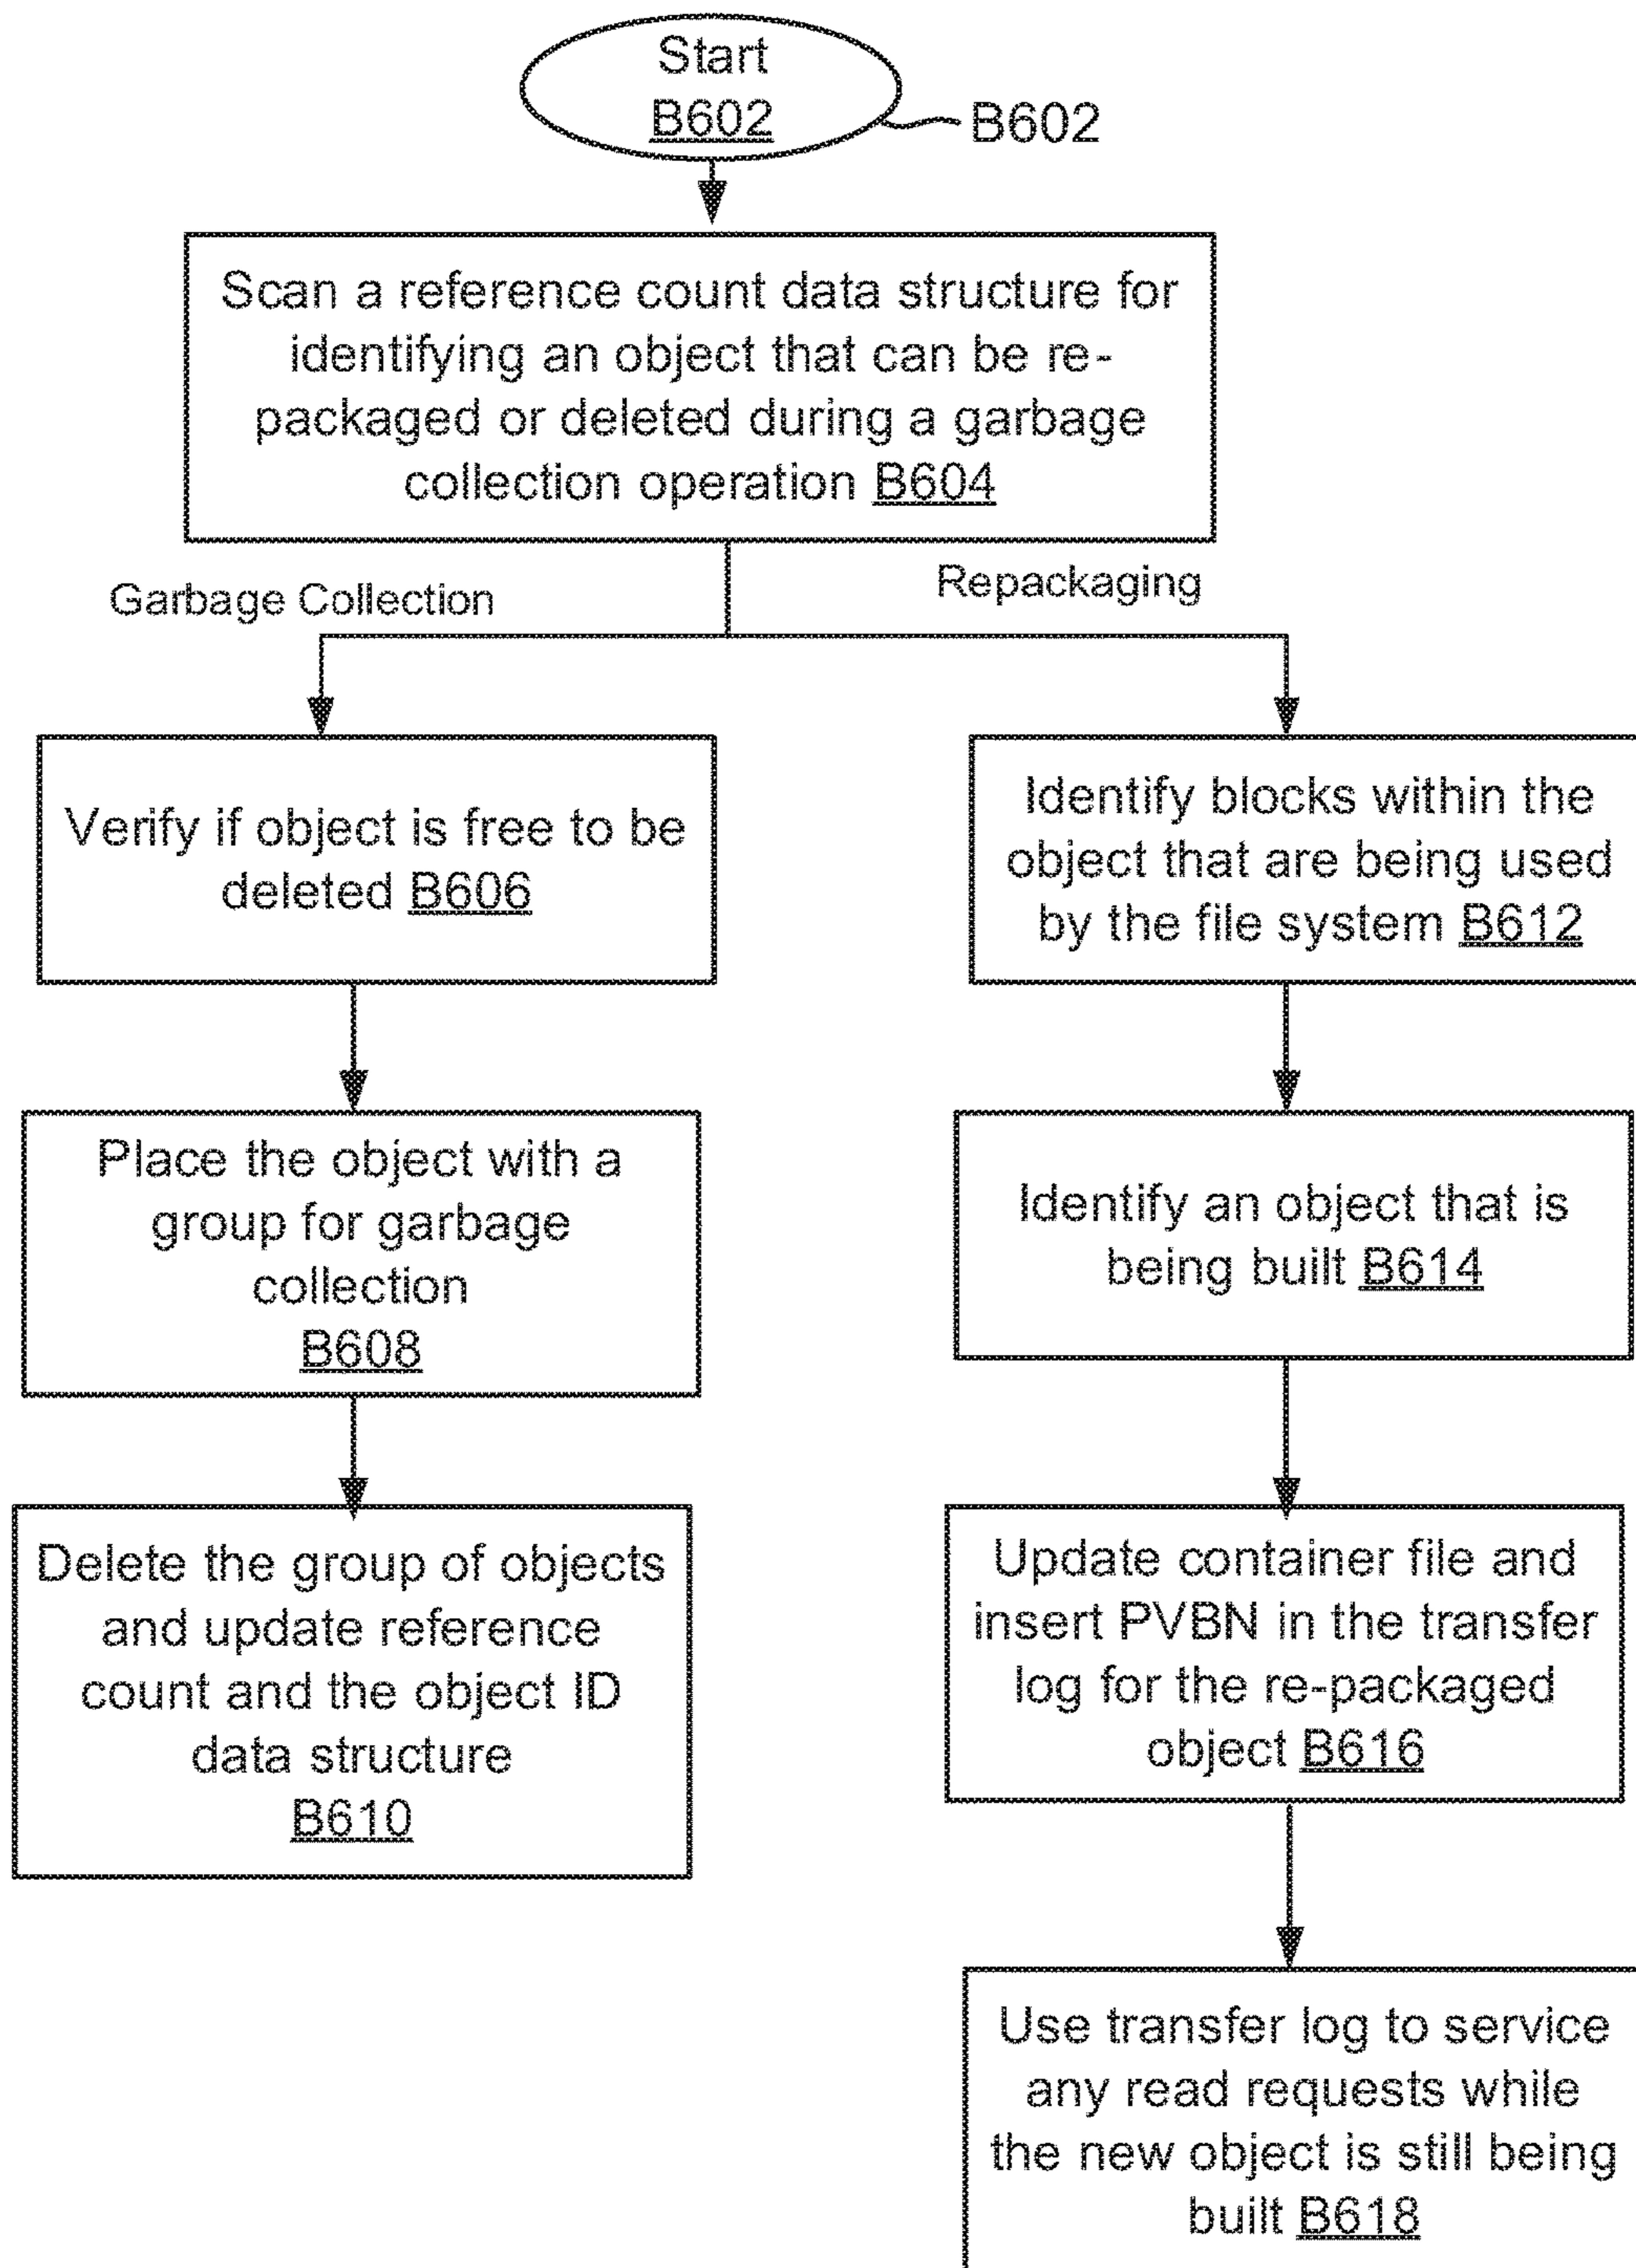 Start
B602
B602
Scan a reference count data structure for
identifying an object that can be re-
packaged or deleted during a garbage
collection operation B604
Garbage Collection
Repackaging
Verify if object is free to be
deleted B606
Place the object with a
group for garbage
collection
B608
Delete the group of objects
and update reference
count and the object ID
data structure
B610
Identify blocks within the
object that are being used
by the file system B612
Identify an object that is
being built B614
Update container file and
insert PVBN in the transfer
log for the re-packaged
object B616
Use transfer log to service
any read requests while
the new object is still being
built B618